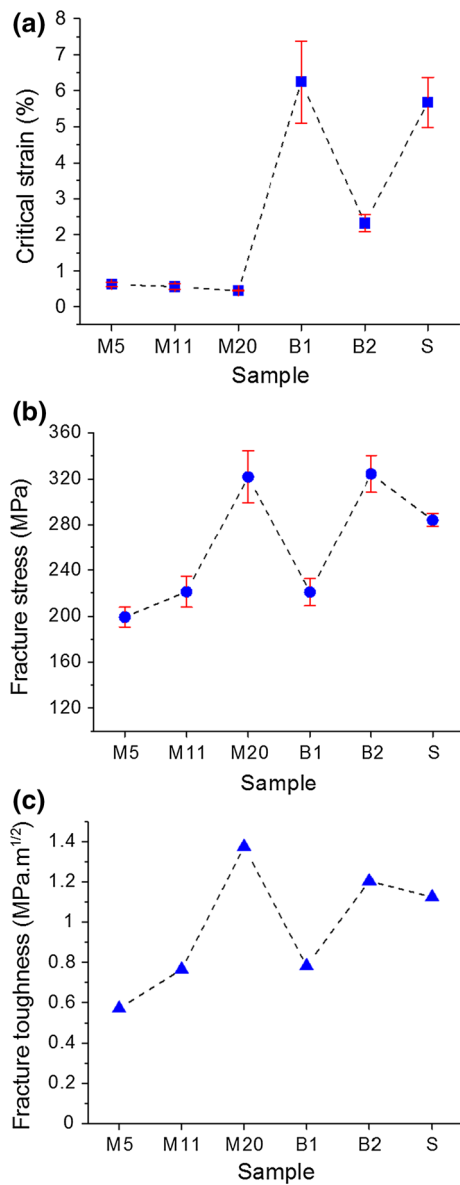 (a)
Critical strain (%)
8
7
6
5
4
3
2
1
0
M5 M11 M20 B1 B2 S
Sample
(b)
Fracture stress (MPa)
360
320
280
240
200
160
120
M5 M11 M20 B1 B2 S
Sample
(c)
Fracture toughness (MPa.m^1/2)
1.4
1.2
1
0.8
0.6
0.4
0.2
0
M5 M11 M20 B1 B2 S
Sample